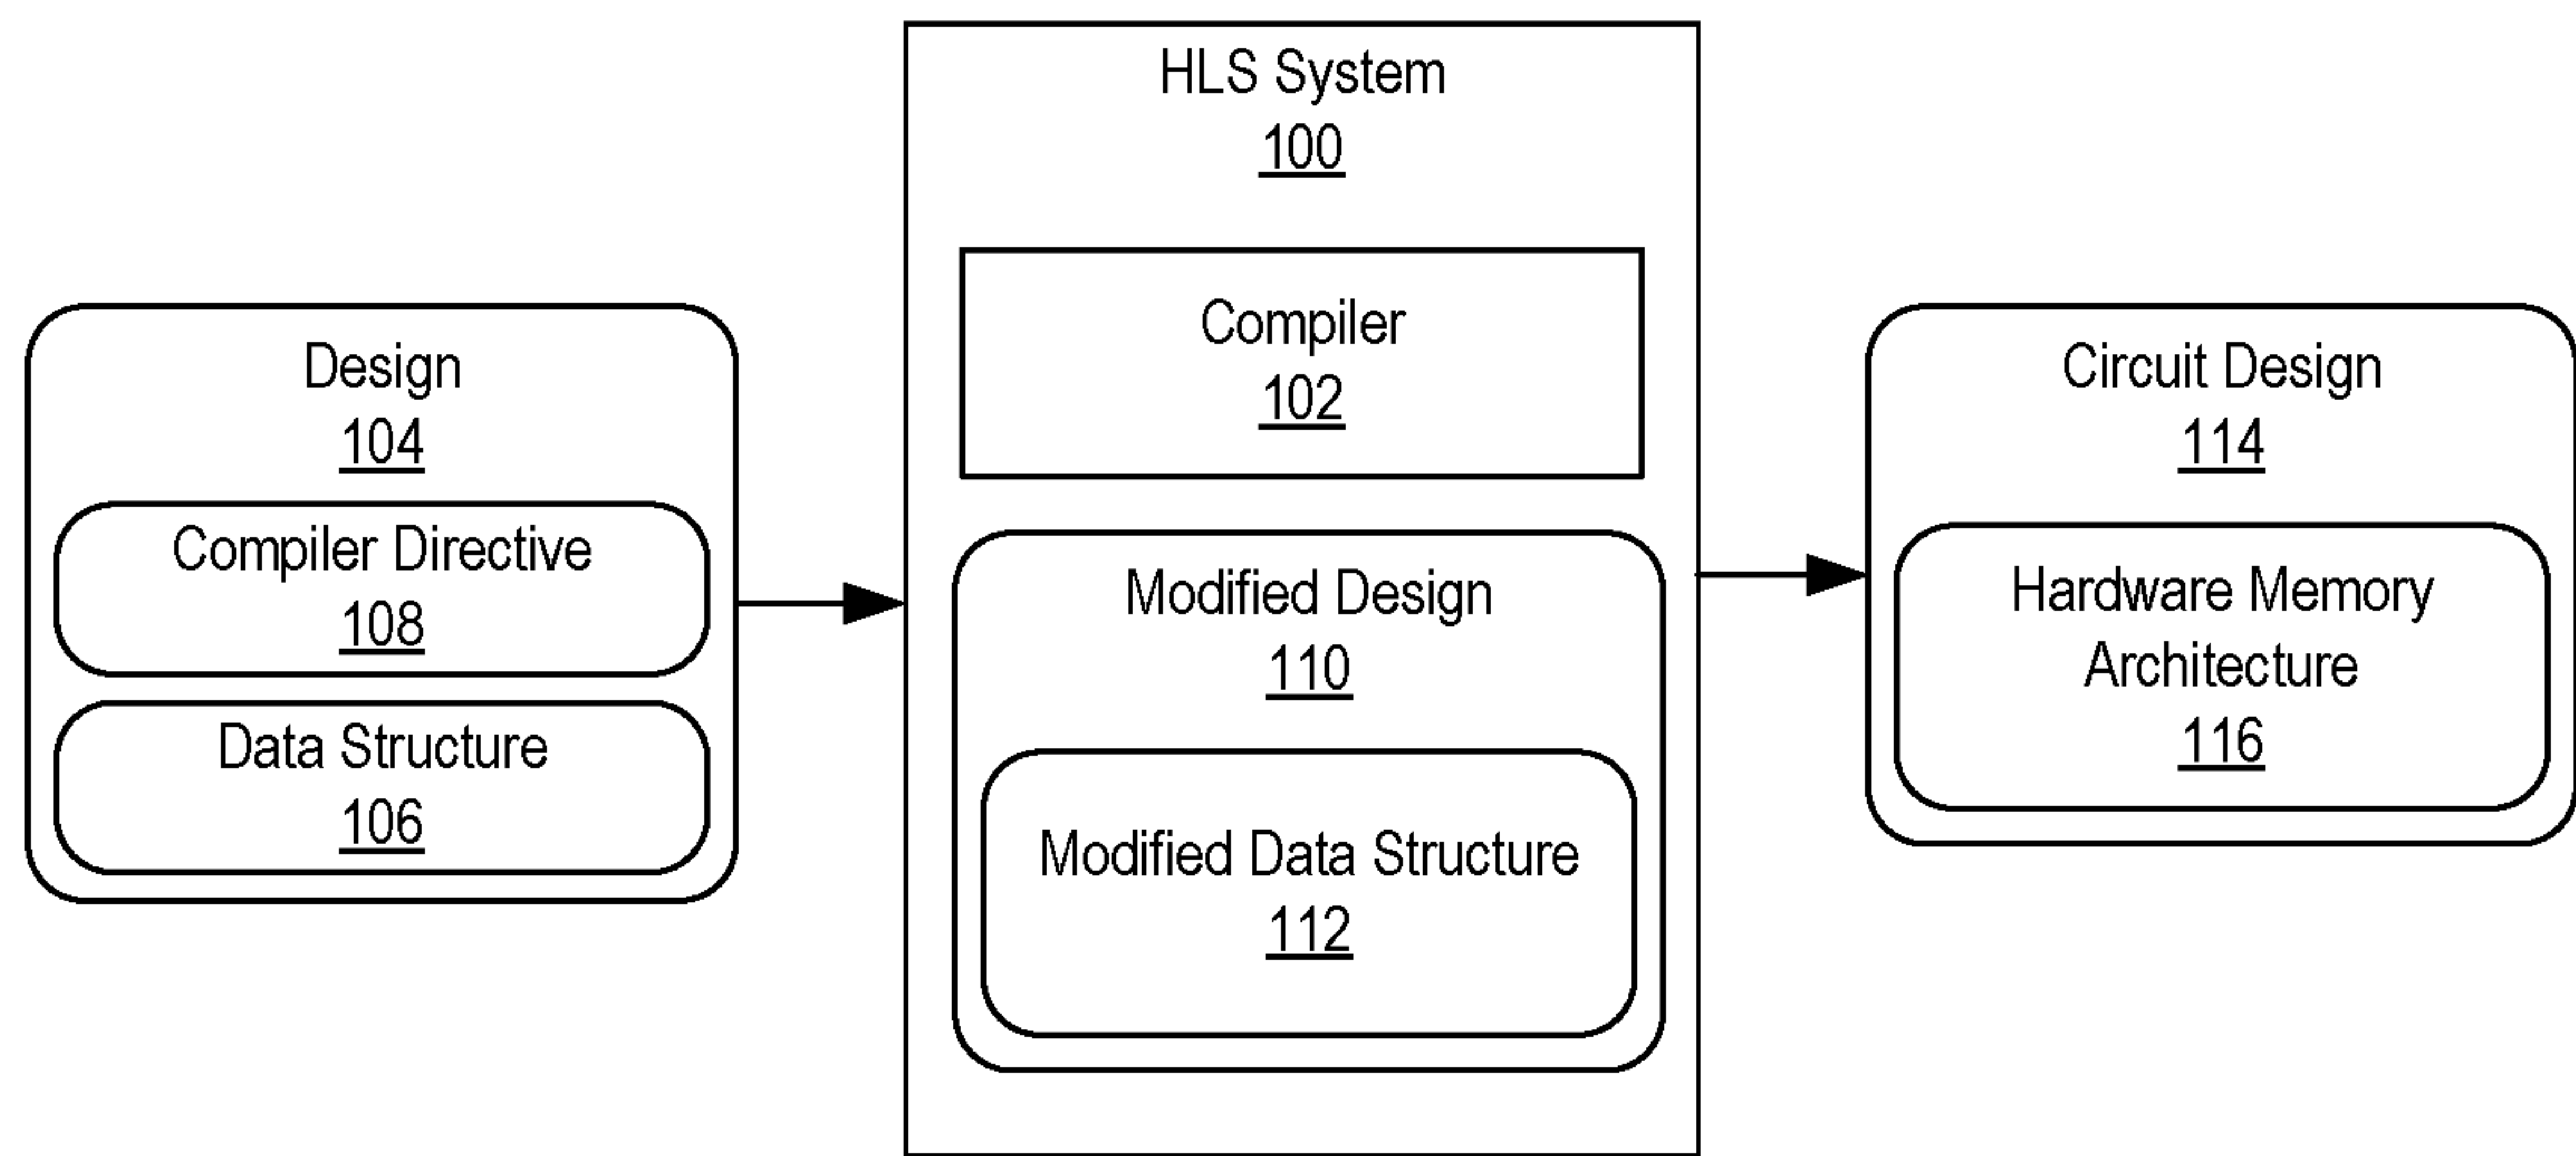 Design
104
Compiler Directive
108
Data Structure
106
HLS System
100
Compiler
102
Modified Design
110
Modified Data Structure
112
Circuit Design
114
Hardware Memory
Architecture
116